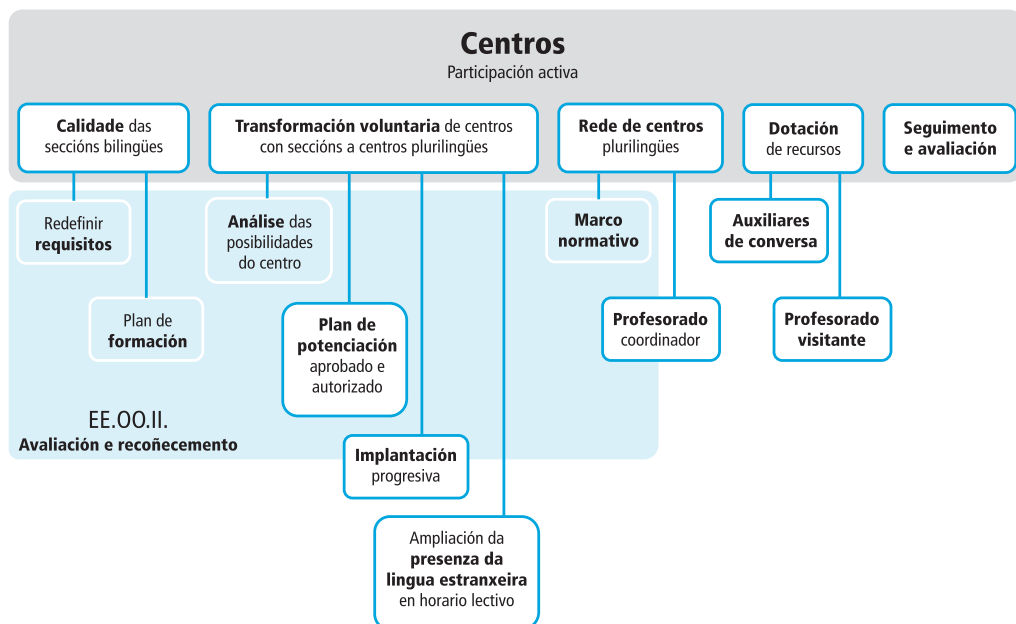 Centros
Participación activa
Calidade das
seccións bilingües
Transformación voluntaria de centros
con seccións a centros plurilingües
Rede de centros
plurilingües
Dotación
de recursos
Seguimento
e avaliación
Redefinir
requisitos
Análise das
posibilidades
do centro
Marco
normativo
Auxiliares
de conversa
Plan de
formación
Plan de
potenciación
aprobado e
autorizado
Profesorado
coordinador
Profesorado
visitante
EE.OO.II.
Avaliación e recoñecemento
Implantación
progresiva
Ampliación da
presenza da
lingua estranxeira
en horario lectivo